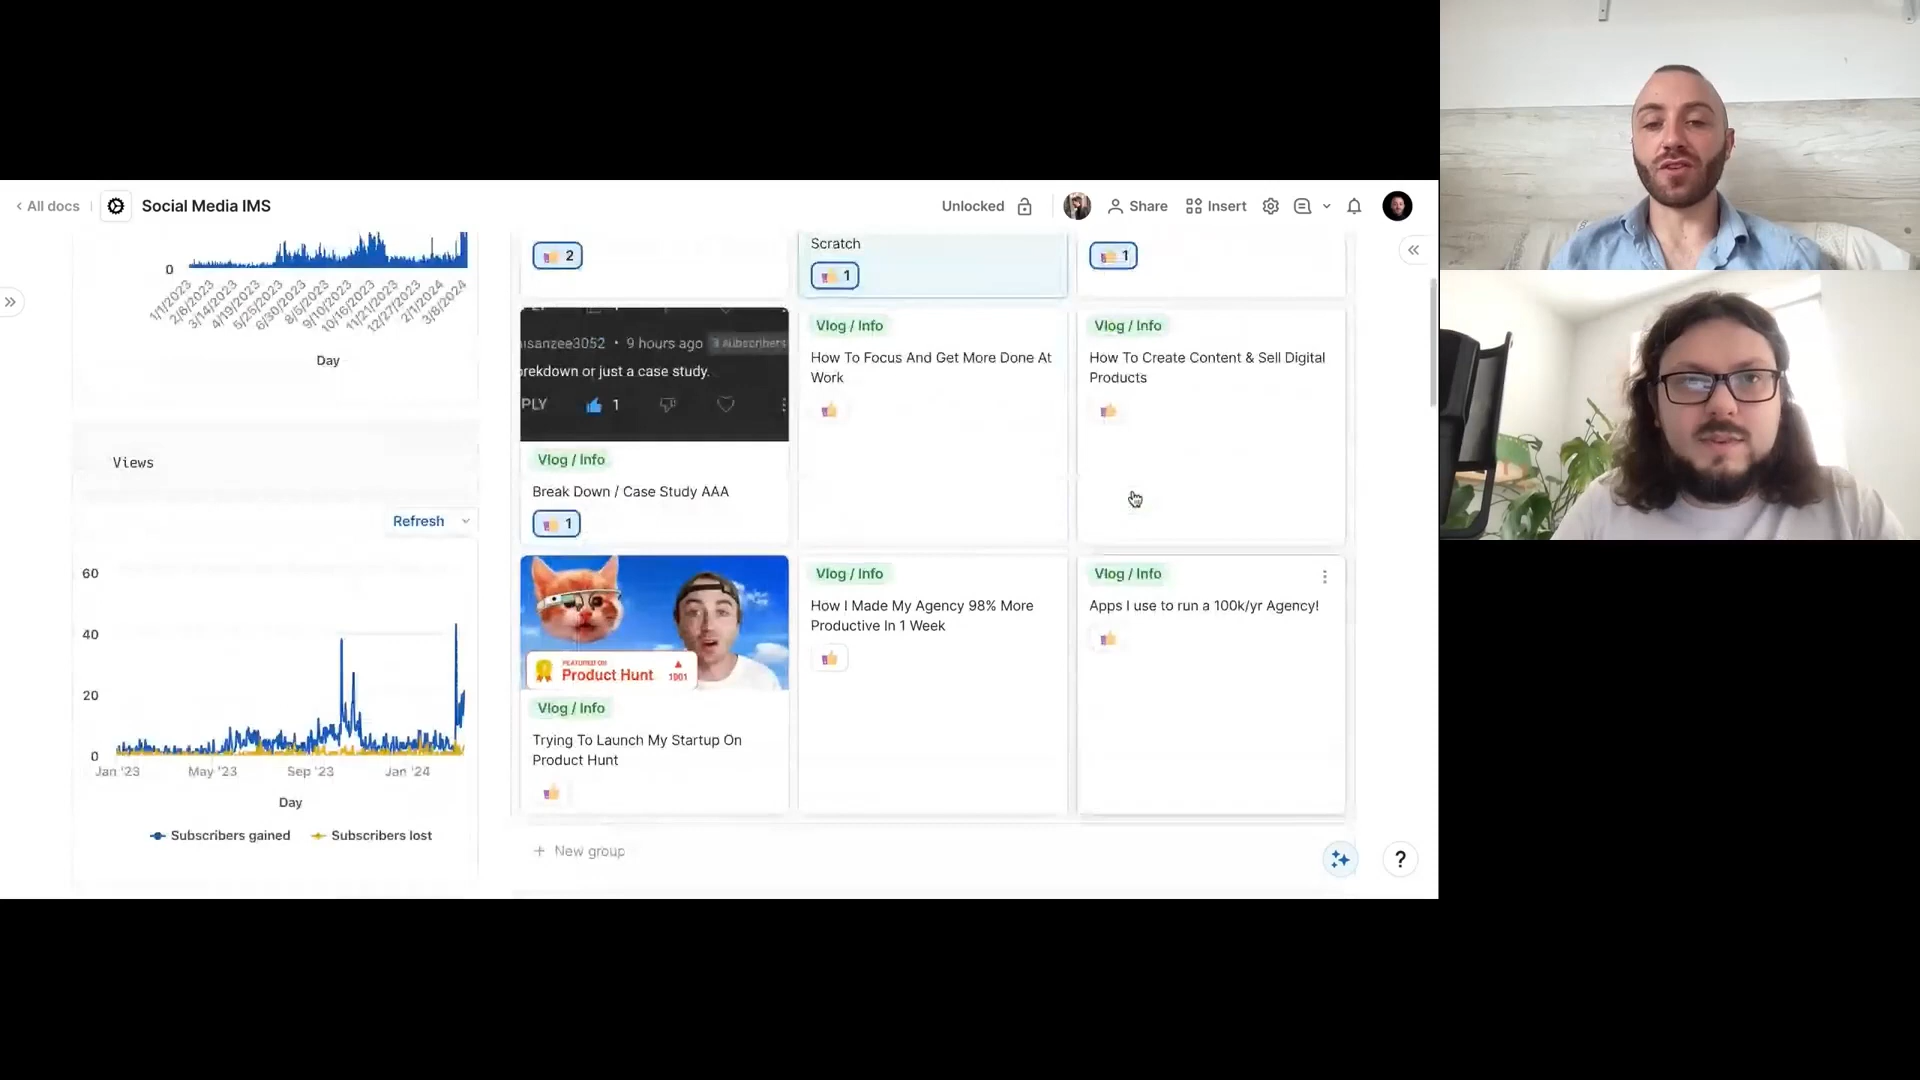 All docs
Social Media IMS
Unlocked
Share
Insert
0
1/1/2023
2/6/2023
3/14/2023
4/19/2023
5/25/2023
6/30/2023
8/5/2023
9/10/2023
10/16/2023
11/21/2023
12/27/2023
2/1/2024
3/8/2024
Day
Views
Refresh
60
40
20
0
Jan '23
May '23
Sep '23
Jan '24
Day
Subscribers gained
Subscribers lost
2
Scratch
1
1
isanzee3052 • 9 hours ago 3 subscribers
breakdown or just a case study.
PLY 1
Vlog / Info
Break Down / Case Study AAA
1
Vlog / Info
How To Focus And Get More Done At
Work
Vlog / Info
How To Create Content & Sell Digital
Products
FEATURED ON
Product Hunt
1001
Vlog / Info
Trying To Launch My Startup On
Product Hunt
Vlog / Info
How I Made My Agency 98% More
Productive In 1 Week
Vlog / Info
Apps I use to run a 100k/yr Agency!
+ New group
?